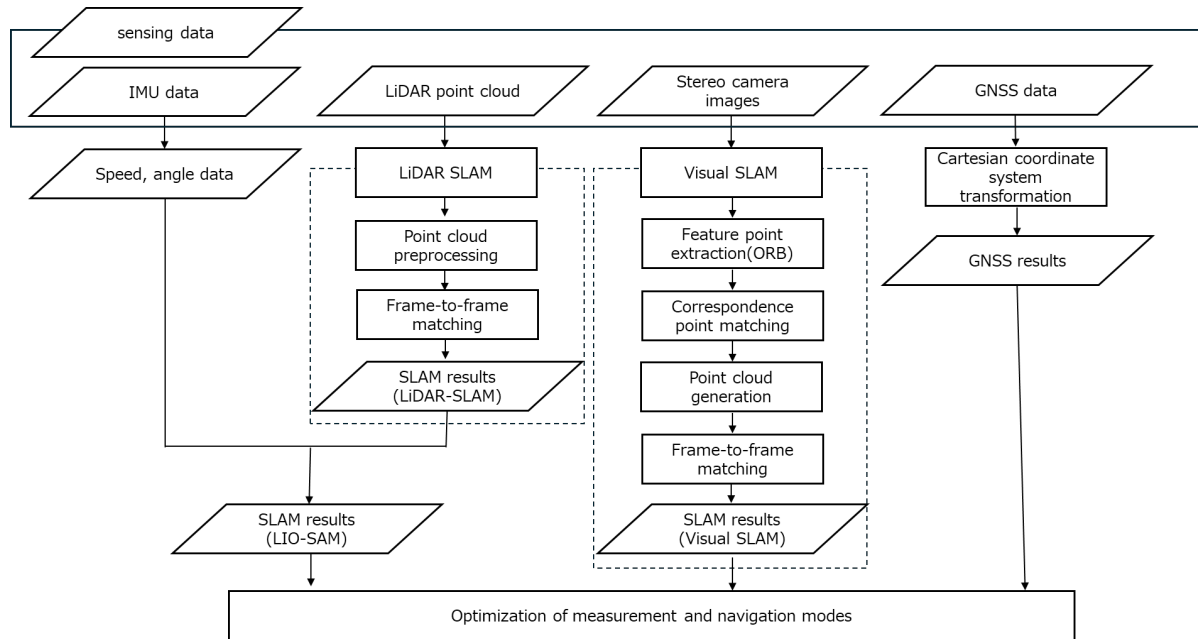 sensing data
IMU data
LiDAR point cloud
Stereo camera
images
GNSS data
Speed, angle data
LiDAR SLAM
Visual SLAM
Cartesian coordinate
system
transformation
Point cloud
preprocessing
Feature point
extraction(ORB)
GNSS results
Frame-to-frame
matching
Correspondence
point matching
SLAM results
(LiDAR-SLAM)
Point cloud
generation
Frame-to-frame
matching
SLAM results
(LIO-SAM)
SLAM results
(Visual SLAM)
Optimization of measurement and navigation modes